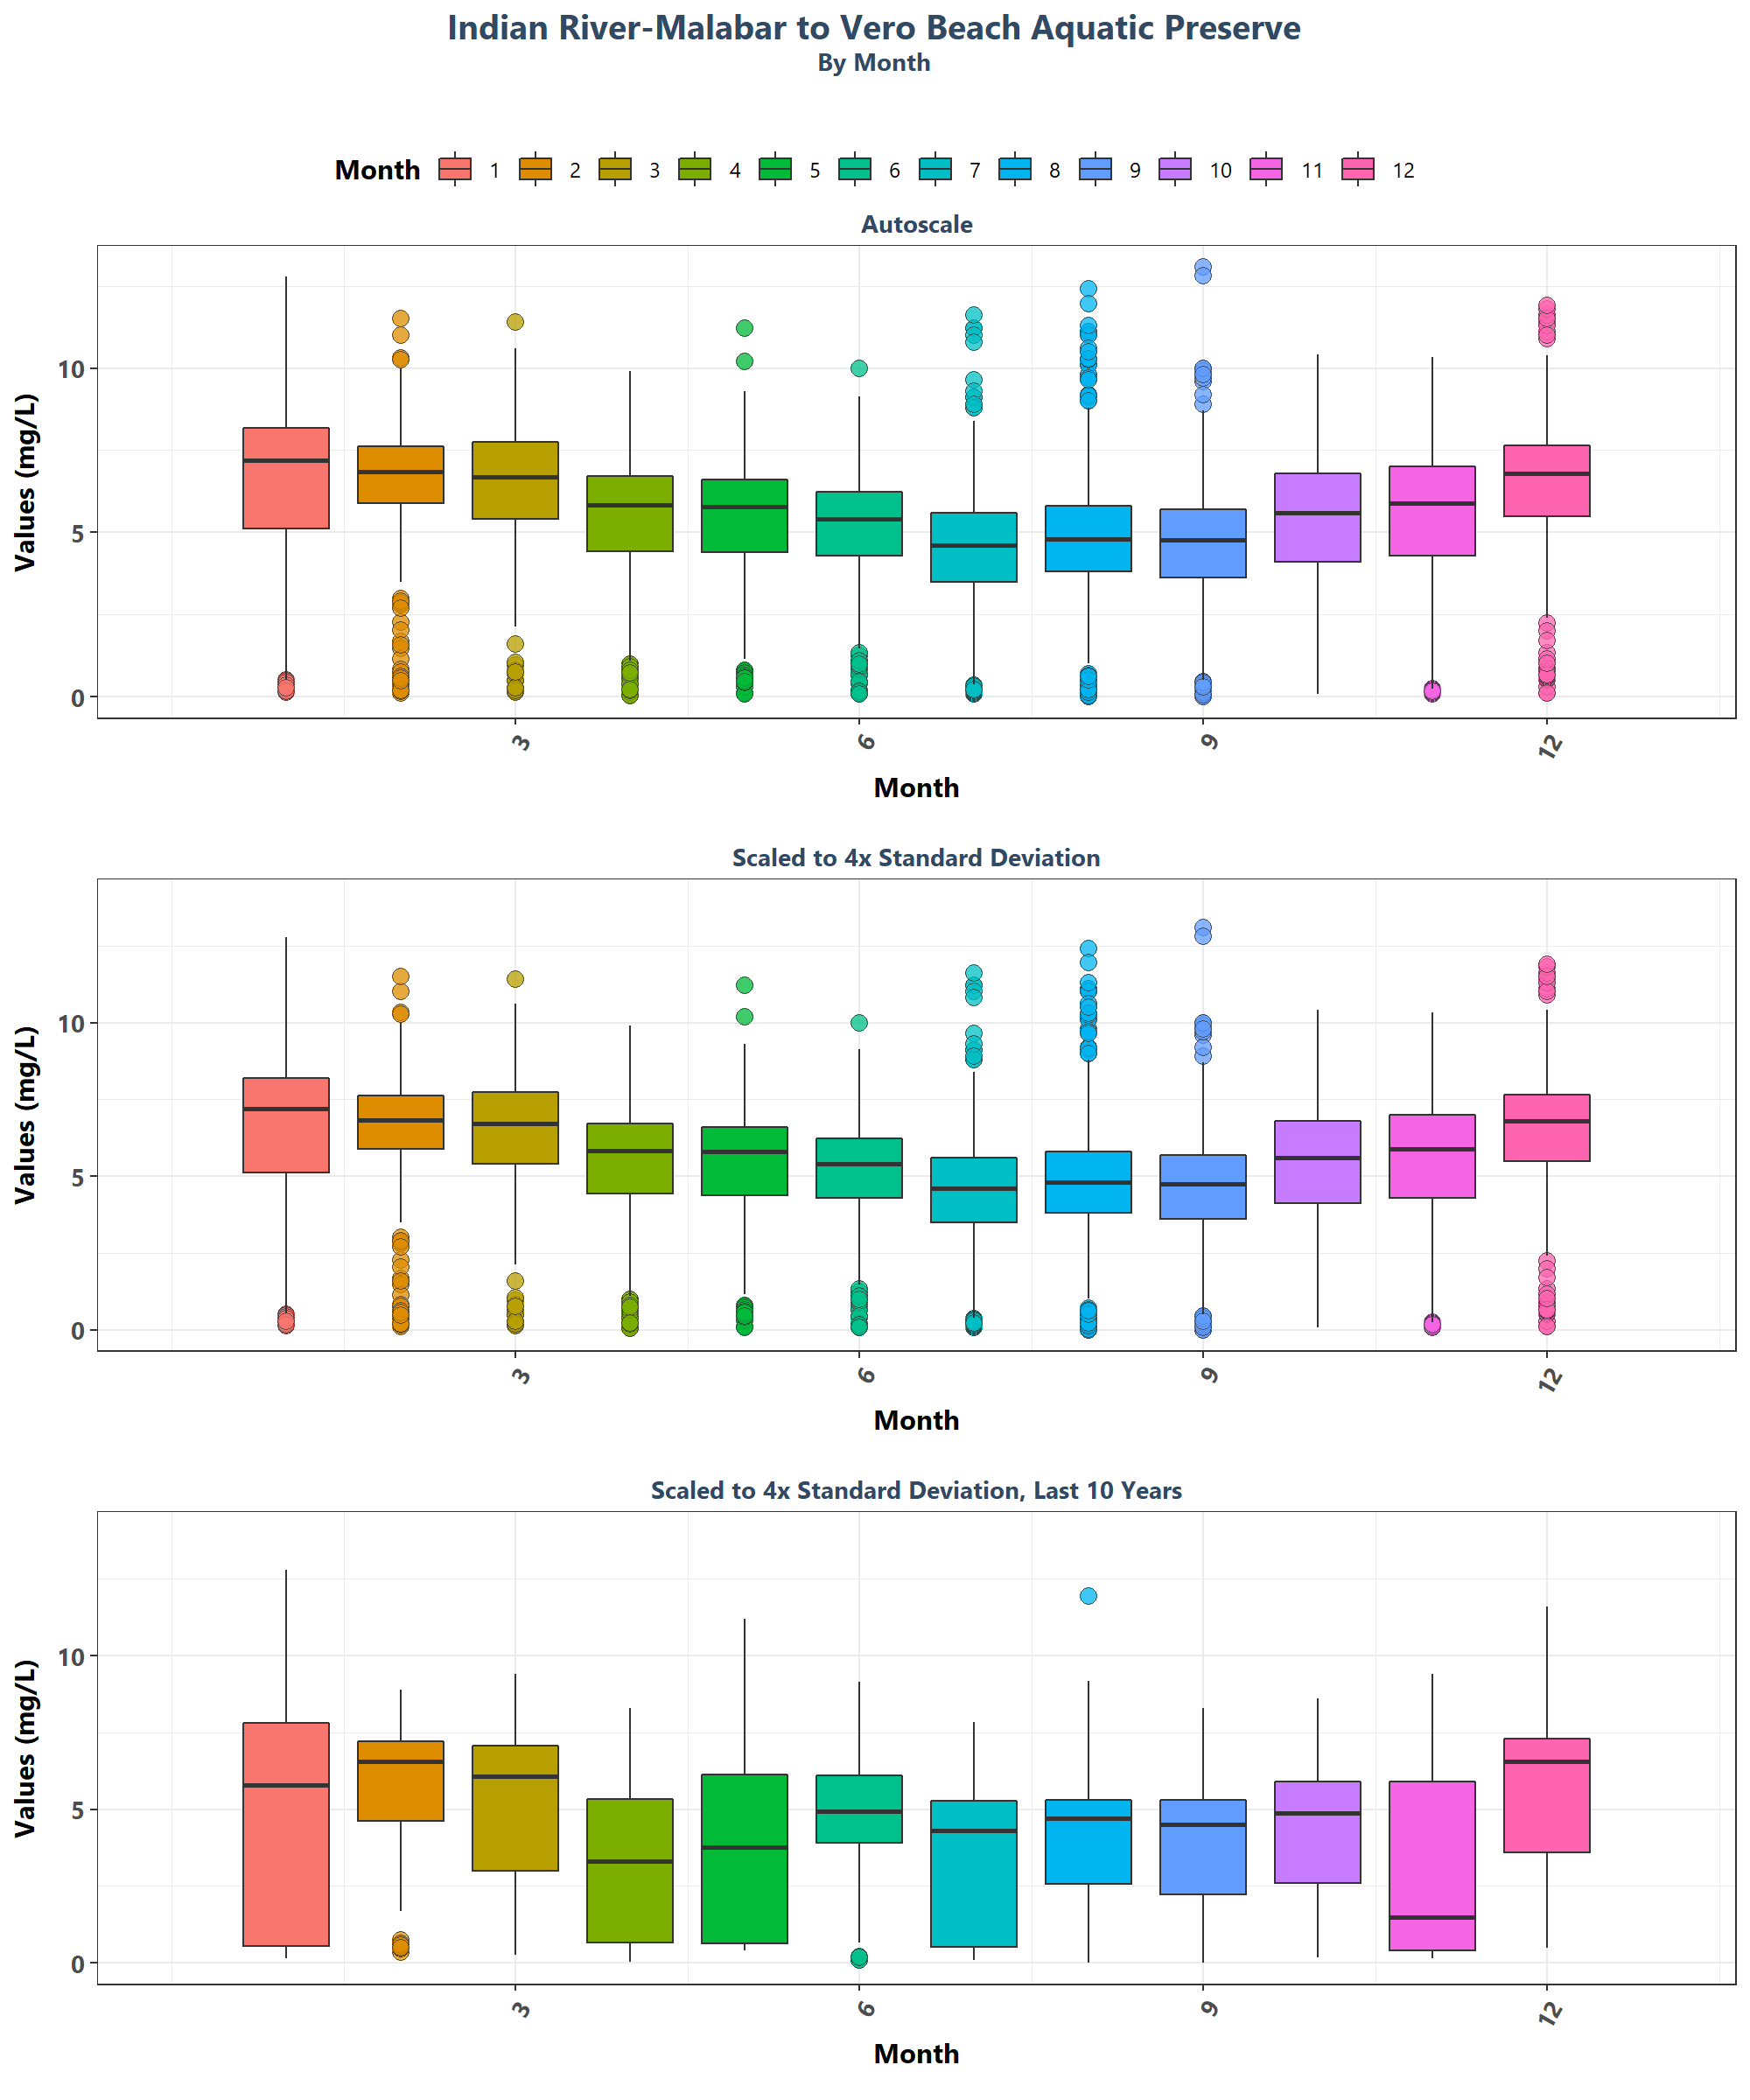 Indian River-Malabar to Vero Beach Aquatic Preserve
By Month
Month 1 2 3 4 5 6 7 8 9 10 11 12
Autoscale
Values (mg/L)
10
5
0
3 6 9 12
Month
Scaled to 4x Standard Deviation
Values (mg/L)
10
5
0
3 6 9 12
Month
Scaled to 4x Standard Deviation, Last 10 Years
Values (mg/L)
10
5
0
3 6 9 12
Month